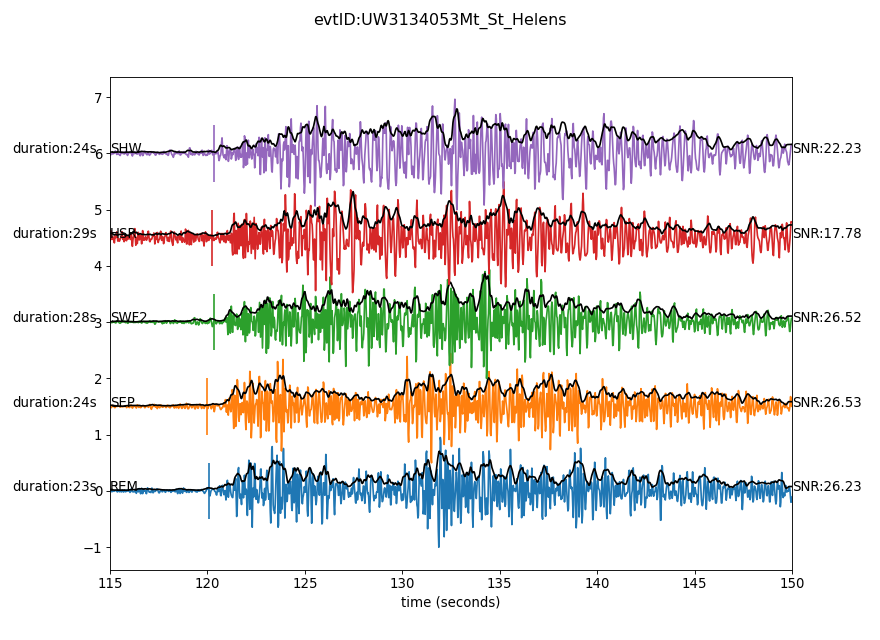 evtID:UW3134053Mt_St_Helens
7
duration:24s SHW SNR:22.23
6
5
duration:29s HSR SNR:17.78
4
duration:28s SWF2 SNR:26.52
3
2
duration:24s SEP SNR:26.53
1
duration:23s REM SNR:26.23
0
−1
115 120 125 130 135 140 145 150
time (seconds)